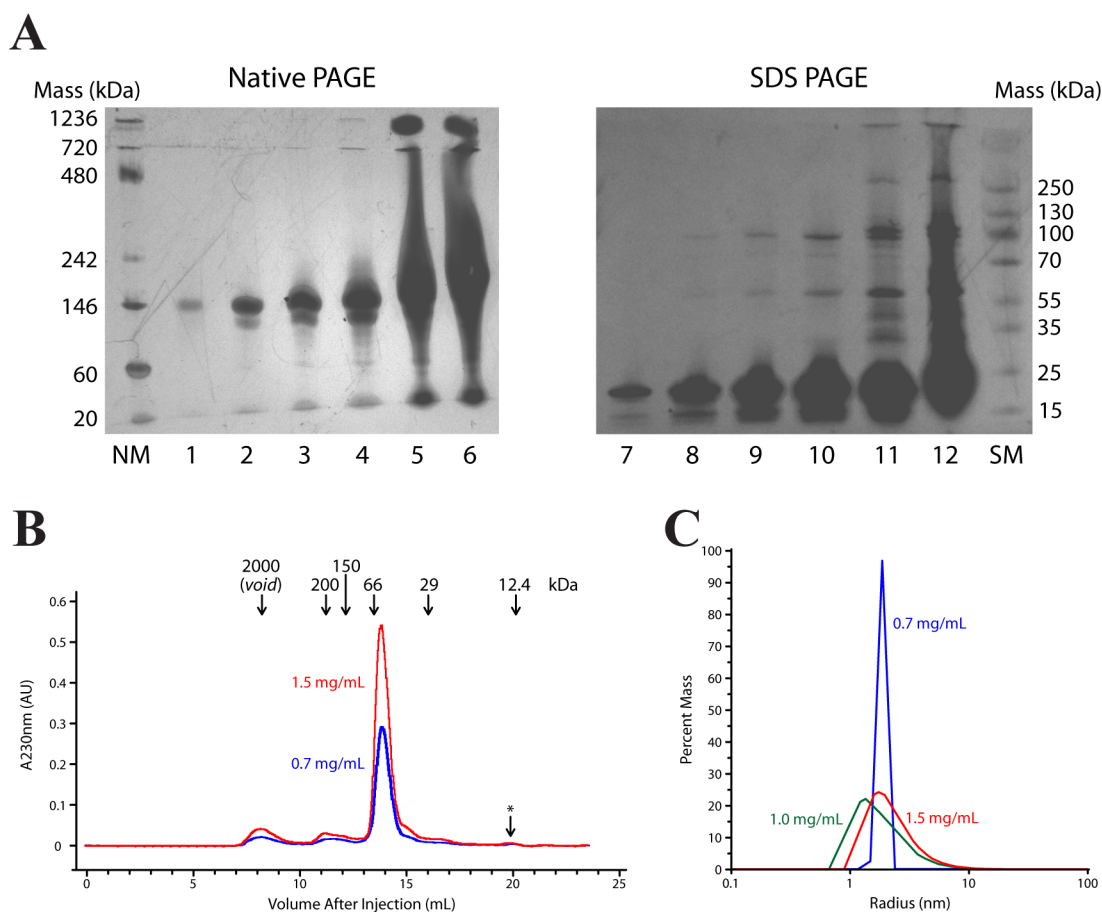 A
Native PAGE
SDS PAGE
Mass (kDa)
Mass (kDa)
1236
720
480
242
146
60
20
250
130
100
70
55
35
25
15
NM 1 2 3 4 5 6
7 8 9 10 11 12 SM
B
2000
(void)
200
150
66
29
12.4
kDa
0.6
0.5
0.4
0.3
0.2
0.1
0
A230nm (AU)
1.5 mg/mL
0.7 mg/mL
*
0 5 10 15 20 25
Volume After Injection (mL)
C
100
90
80
70
60
50
40
30
20
10
0
Percent Mass
0.7 mg/mL
1.0 mg/mL
1.5 mg/mL
0.1 1 10 100
Radius (nm)